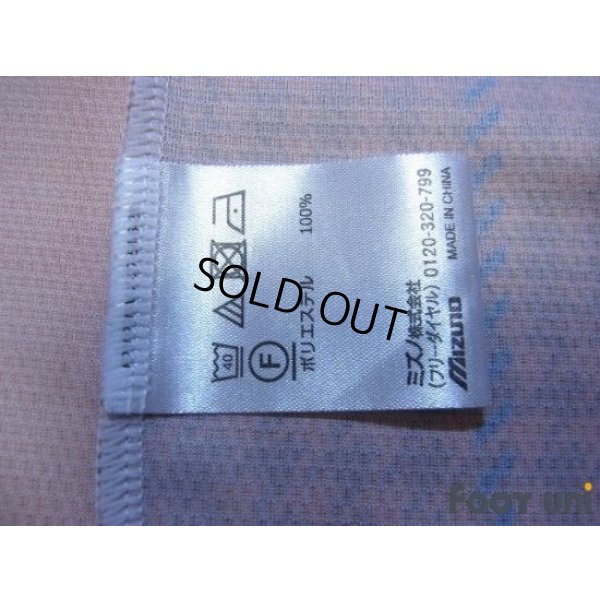 40
F
ポリエステル 100%
ミズノ株式会社
(フリーダイヤル) 0120-320-799
MIZUNO MADE IN CHINA
SOLD OUT
Foot uni